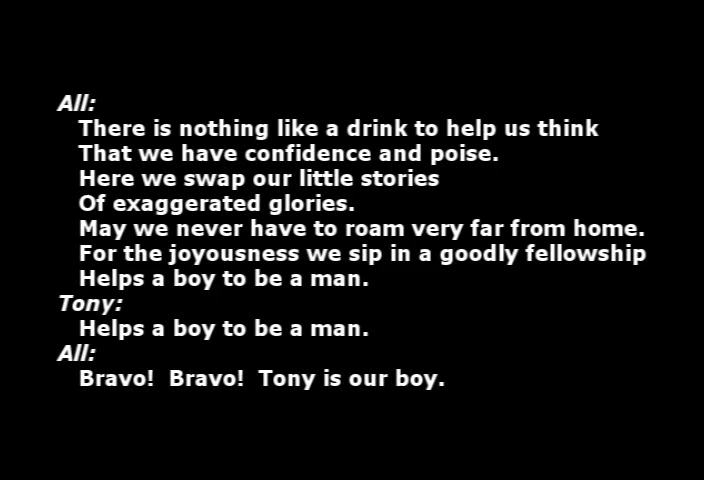 All:
There is nothing like a drink to help us think
That we have confidence and poise.
Here we swap our little stories
Of exaggerated glories.
May we never have to roam very far from home.
For the joyousness we sip in a goodly fellowship
Helps a boy to be a man.
Tony:
Helps a boy to be a man.
All:
Bravo!  Bravo!  Tony is our boy.